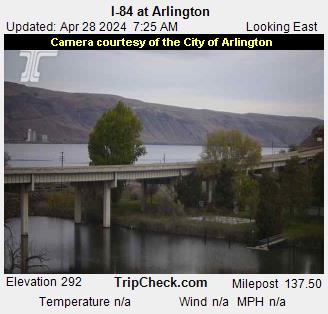 I-84 at Arlington
Updated: Apr 28 2024 7:25 AM Looking East
Camera courtesy of the City of Arlington
Elevation 292 TripCheck.com Milepost 137.50
Temperature n/a Wind n/a MPH n/a